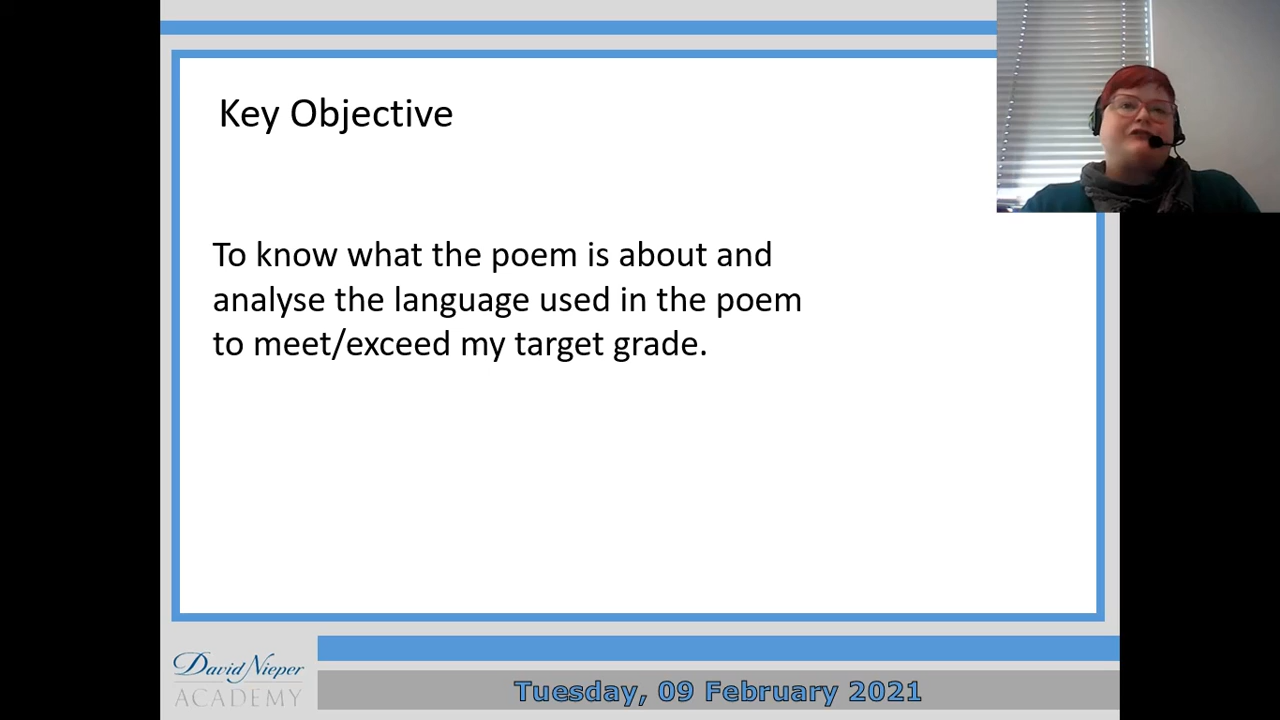 Key Objective
To know what the poem is about and
analyse the language used in the poem
to meet/exceed my target grade.
David Nieper
ACADEMY
Tuesday, 09 February 2021